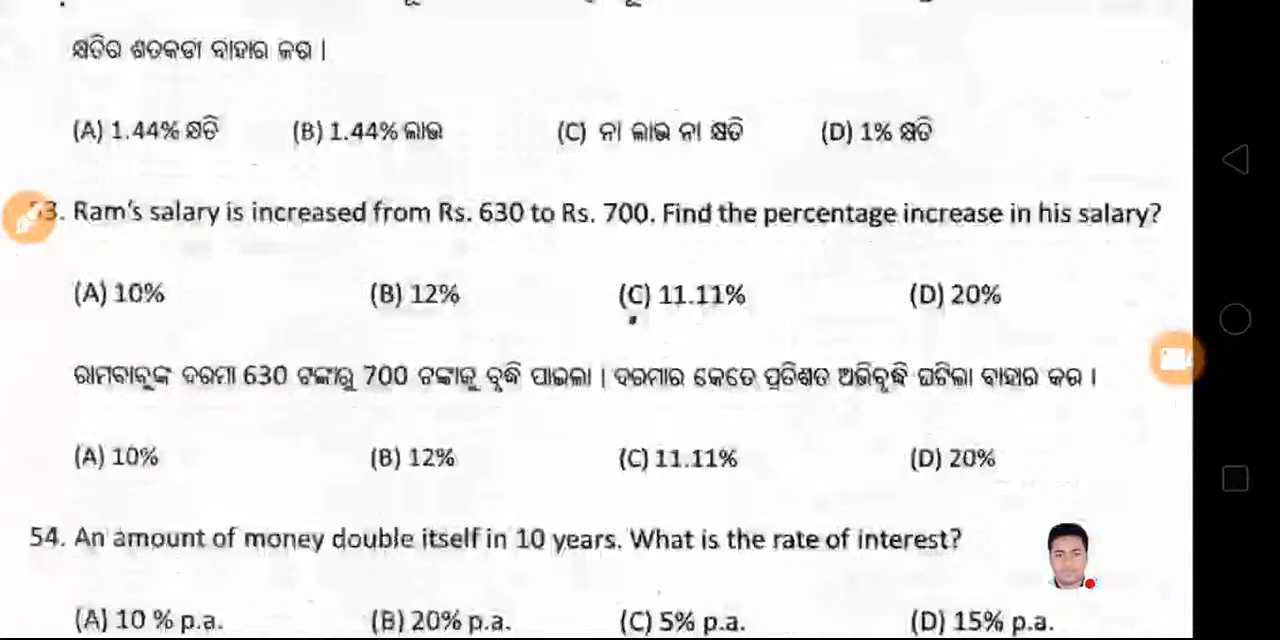 କ୍ଷତିର ଶତକଡା ବାହାର କର |
(A) 1.44% କ୍ଷତି (B) 1.44% ଲାଭ (C) ନା ଲାଭ ନା କ୍ଷତି (D) 1% କ୍ଷତି
3. Ram's salary is increased from Rs. 630 to Rs. 700. Find the percentage increase in his salary?
(A) 10% (B) 12% (C) 11.11% (D) 20%
ରାମବାବୁଙ୍କ ଦରମା 630 ଟଙ୍କାରୁ 700 ଟଙ୍କାକୁ ବୃଦ୍ଧି ପାଇଲା | ଦରମାର କେତେ ପ୍ରତିଶତ ଅଭିବୃଦ୍ଧି ଘଟିଲା ବାହାର କର |
(A) 10% (B) 12% (C) 11.11% (D) 20%
54. An amount of money double itself in 10 years. What is the rate of interest?
(A) 10 % p.a. (B) 20% p.a. (C) 5% p.a. (D) 15% p.a.